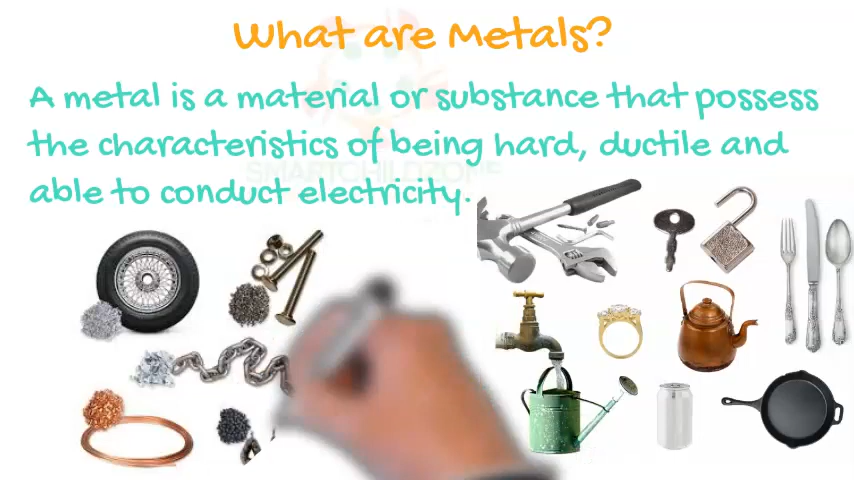 What are Metals?
A metal is a material or substance that possess
the characteristics of being hard, ductile and
able to conduct electricity.
SMARTCHILDZONE